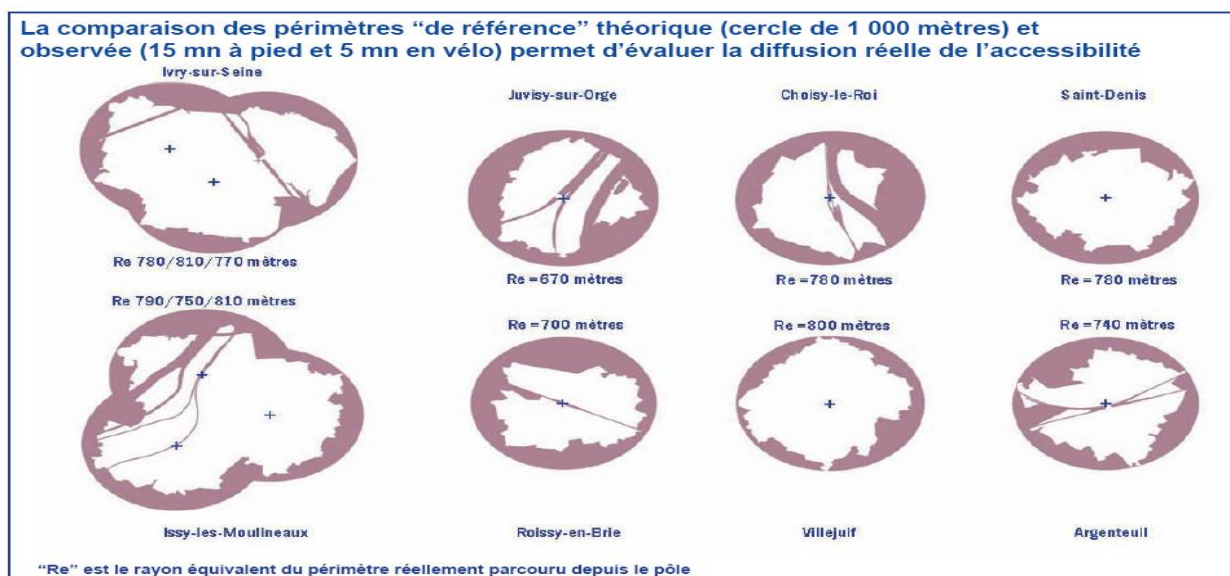 La comparaison des périmètres “de référence” théorique (cercle de 1 000 mètres) et
observée (15 mn à pied et 5 mn en vélo) permet d’évaluer la diffusion réelle de l’accessibilité
Ivry-sur-Seine
Juvisy-sur-Orge
Choisy-le-Roi
Saint-Denis
Re 780/810/770 mètres
Re =670 mètres
Re =780 mètres
Re =780 mètres
Re 790/750/810 mètres
Re =700 mètres
Re =800 mètres
Re =740 mètres
Issy-les-Moulineaux
Roissy-en-Brie
Villejuif
Argenteuil
“Re” est le rayon équivalent du périmètre réellement parcouru depuis le pôle